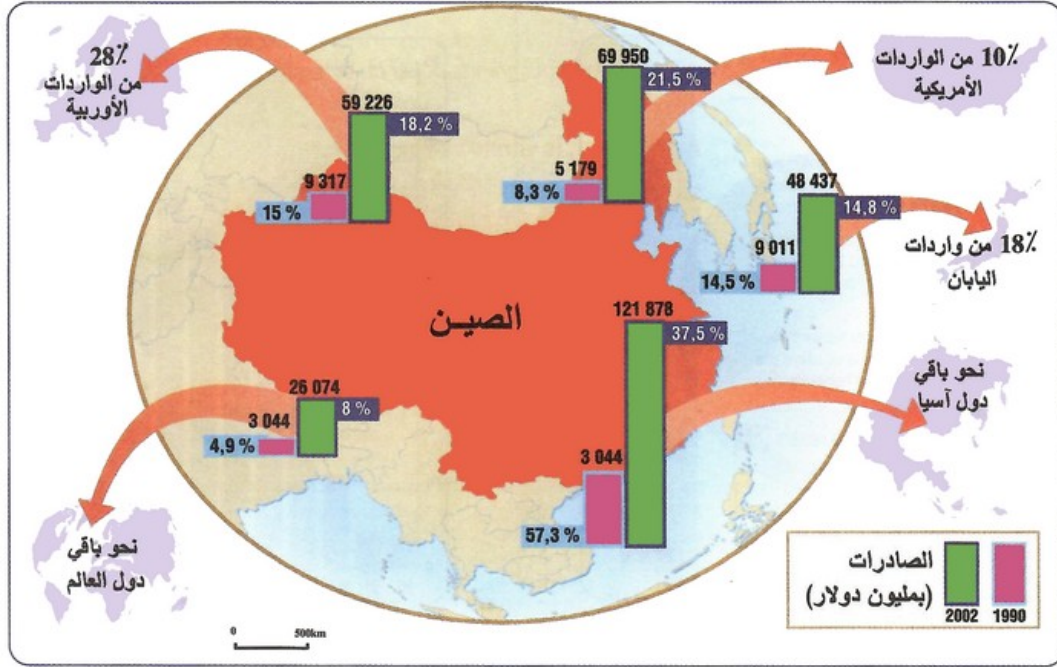 28%
من الواردات
الأوربية
59 226
18,2 %
9 317
15 %
69 950
21,5 %
5 179
8,3 %
10% من الواردات
الأمريكية
48 437
14,8 %
9 011
14,5 %
18% من واردات
اليابان
الصيـن
121 878
37,5 %
3 044
57,3 %
نحو باقي
دول آسيا
26 074
8 %
3 044
4,9 %
نحو باقي
دول العالم
الصادرات
(بمليون دولار)
2002
1990
0
500km